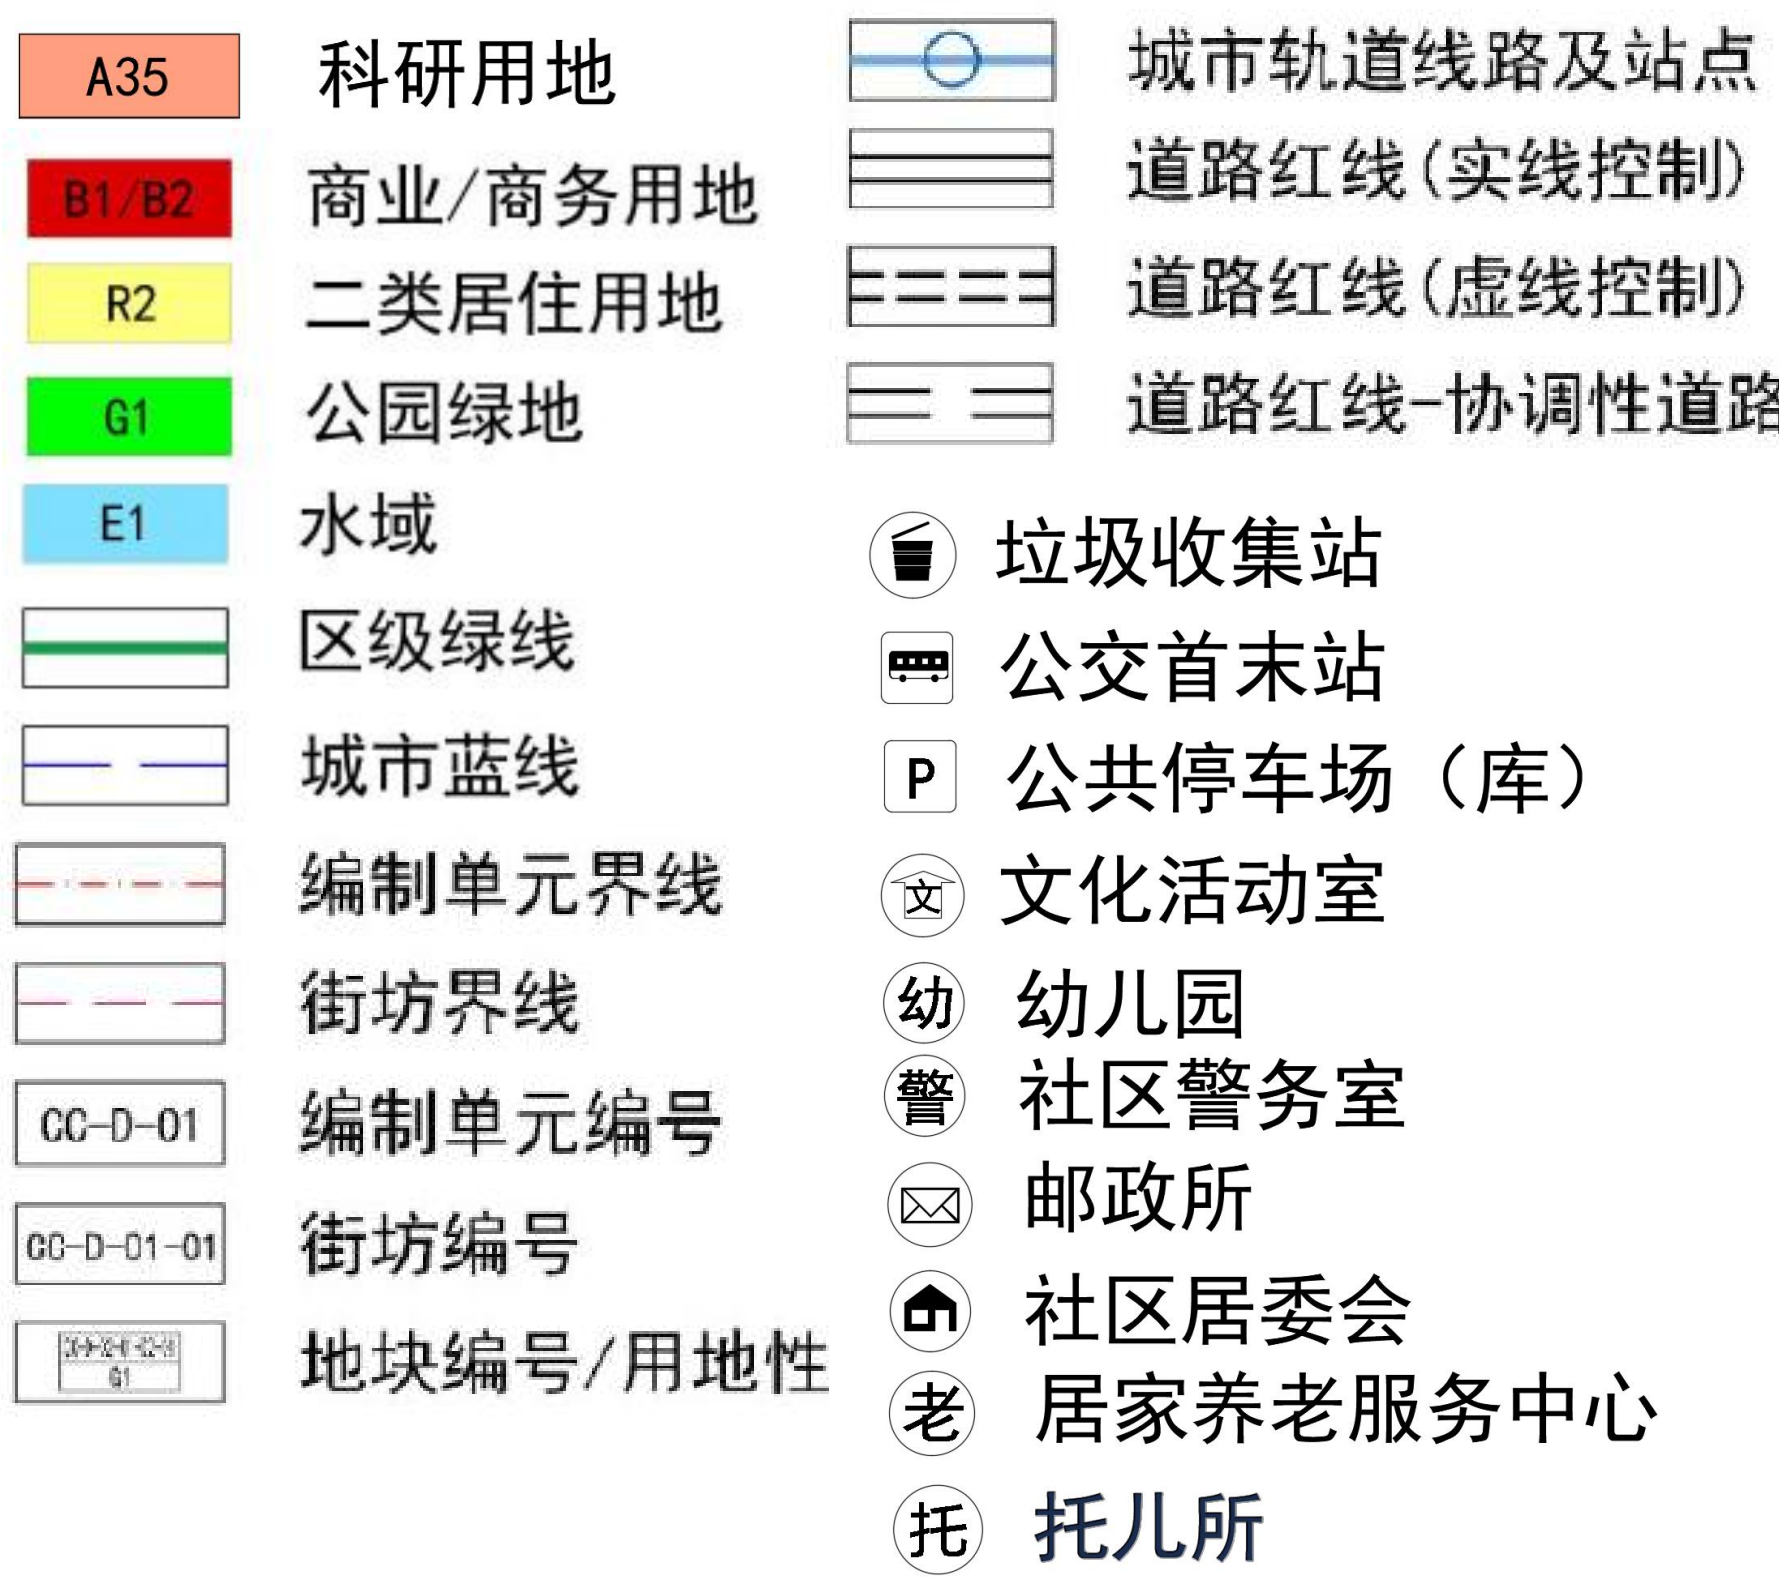 A35 科研用地
B1/B2 商业/商务用地
R2 二类居住用地
G1 公园绿地
E1 水域
区级绿线
城市蓝线
编制单元界线
街坊界线
CC-D-01 编制单元编号
CC-D-01-01 街坊编号
G1 地块编号/用地性
城市轨道线路及站点
道路红线(实线控制)
道路红线(虚线控制)
道路红线-协调性道路
垃圾收集站
公交首末站
P 公共停车场（库）
文 文化活动室
幼 幼儿园
警 社区警务室
邮政所
社区居委会
老 居家养老服务中心
托 托儿所